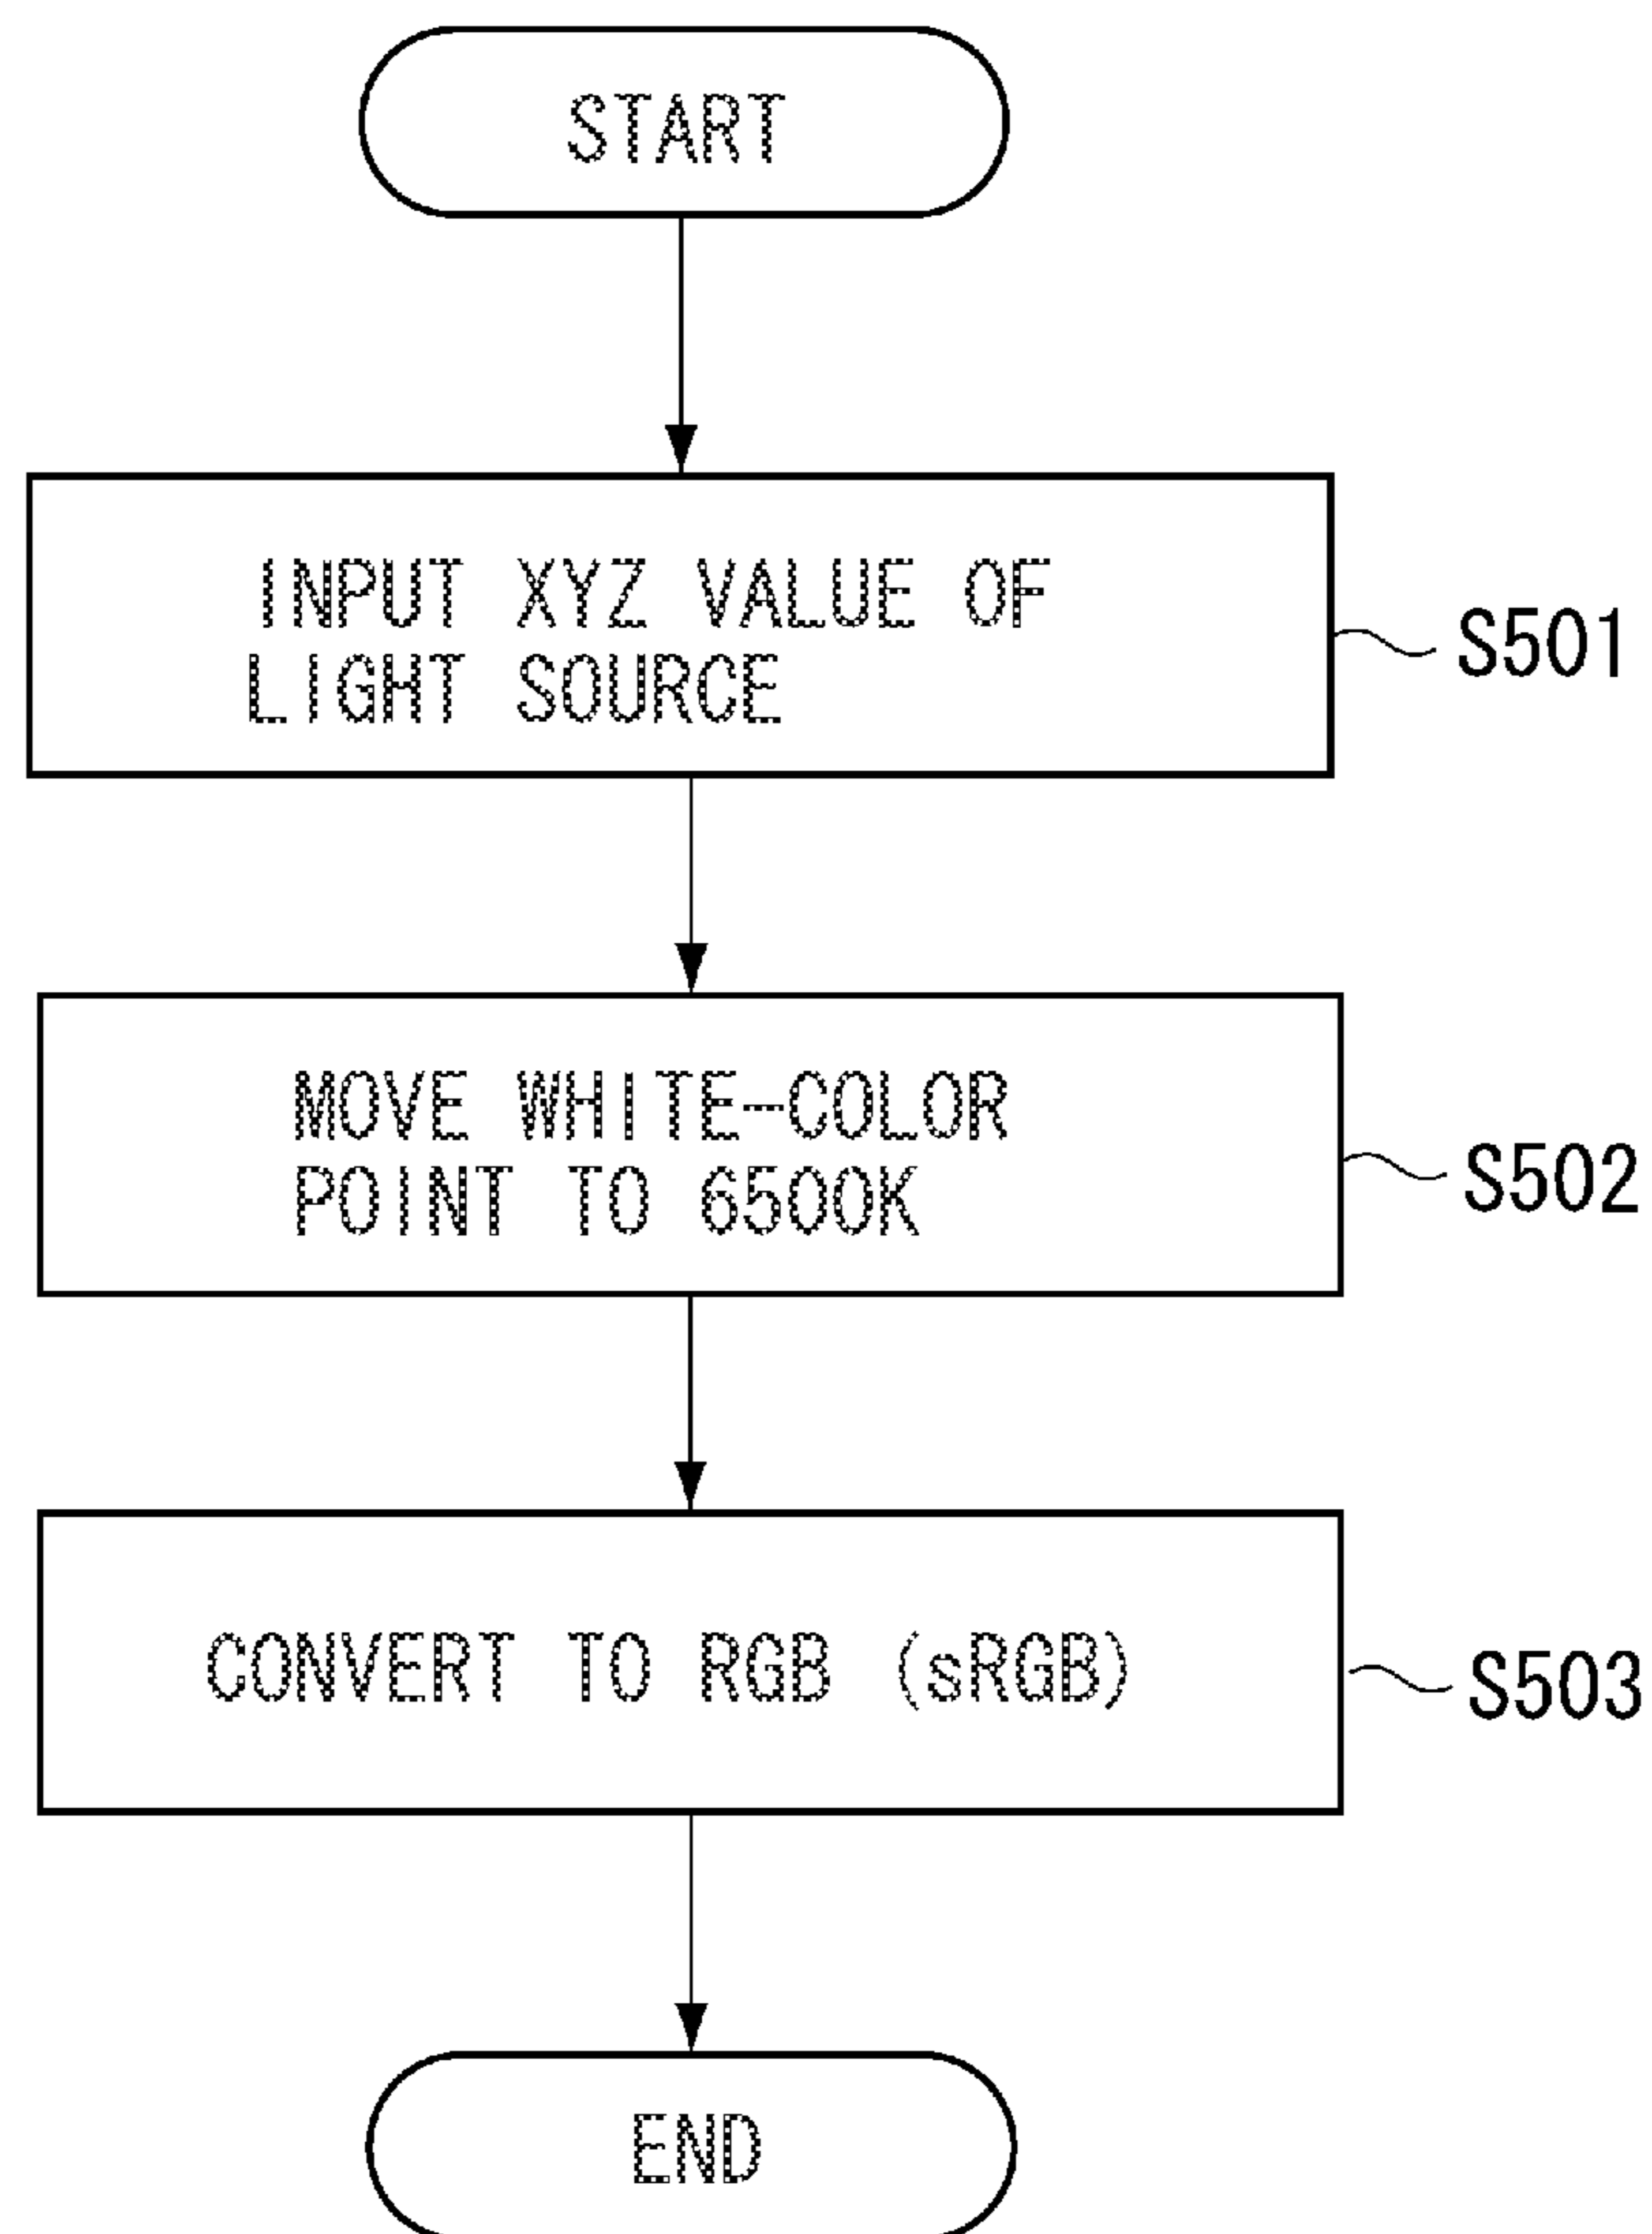 START
INPUT XYZ VALUE OF
LIGHT SOURCE
S501
MOVE WHITE-COLOR
POINT TO 6500K
S502
CONVERT TO RGB (sRGB)
S503
END